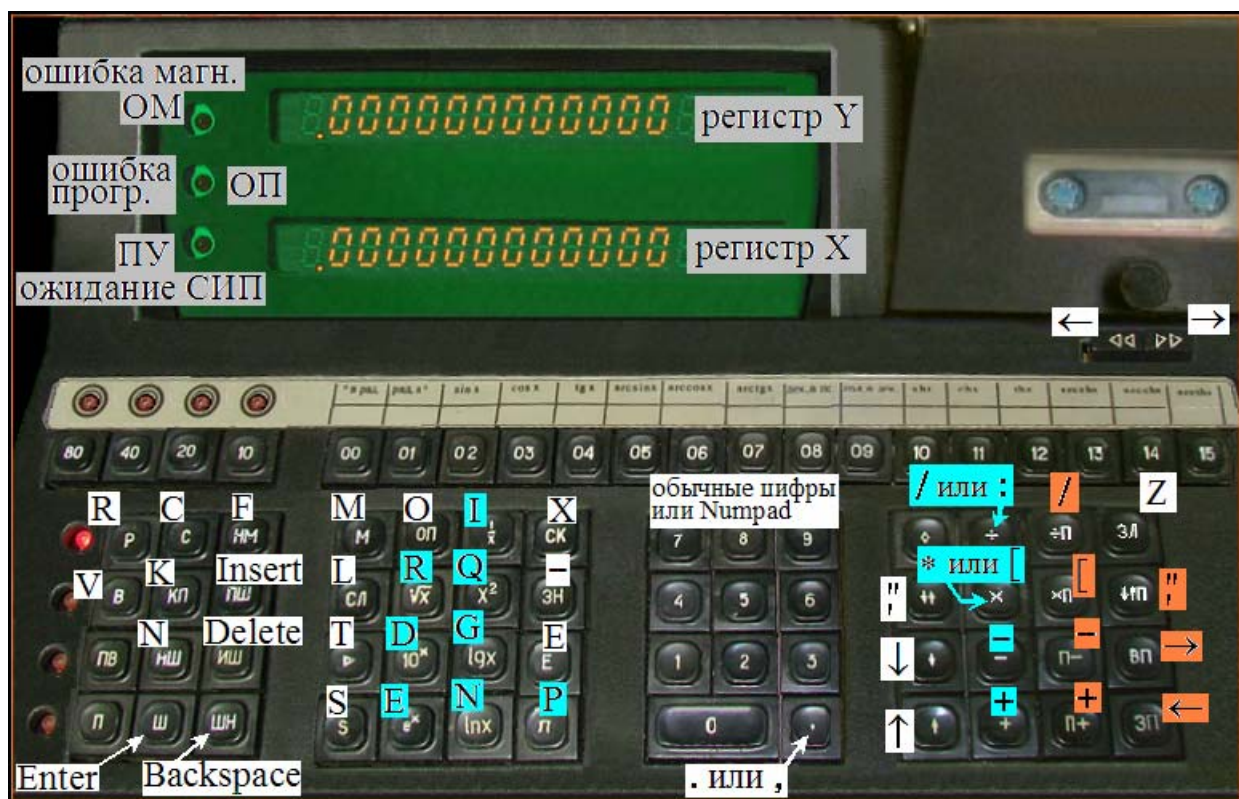 ошибка магн.
ОМ
.000000000000
регистр Y
ошибка
прогр.
ОП
ПУ
.000000000000
регистр X
ожидание СИП
← →
sin x cos x tg x arcsin x arccos x arctg x
80 40 20 10 00 01 02 03 04 05 06 07 08 09 10 11 12 13 14 15
обычные цифры
или Numpad
/ или :
/
Z
R C F M O I X
Р С НМ М ОП 1/x СК 7 8 9 ◇ ÷ ÷П ЗЛ
V K Insert L R Q − " * или [ [ "
В КП ПШ СЛ √x x² ЗН 4 5 6 × ×П ↓↑П
N Delete T D G E ↓ − − →
ПВ НШ ИШ ▷ 10ˣ lgx Е 1 2 3 − П− ВП
S E N P ↑ + + ←
П Ш ШН S eˣ lnx π 0 . + П+ ЗП
Enter Backspace . или ,